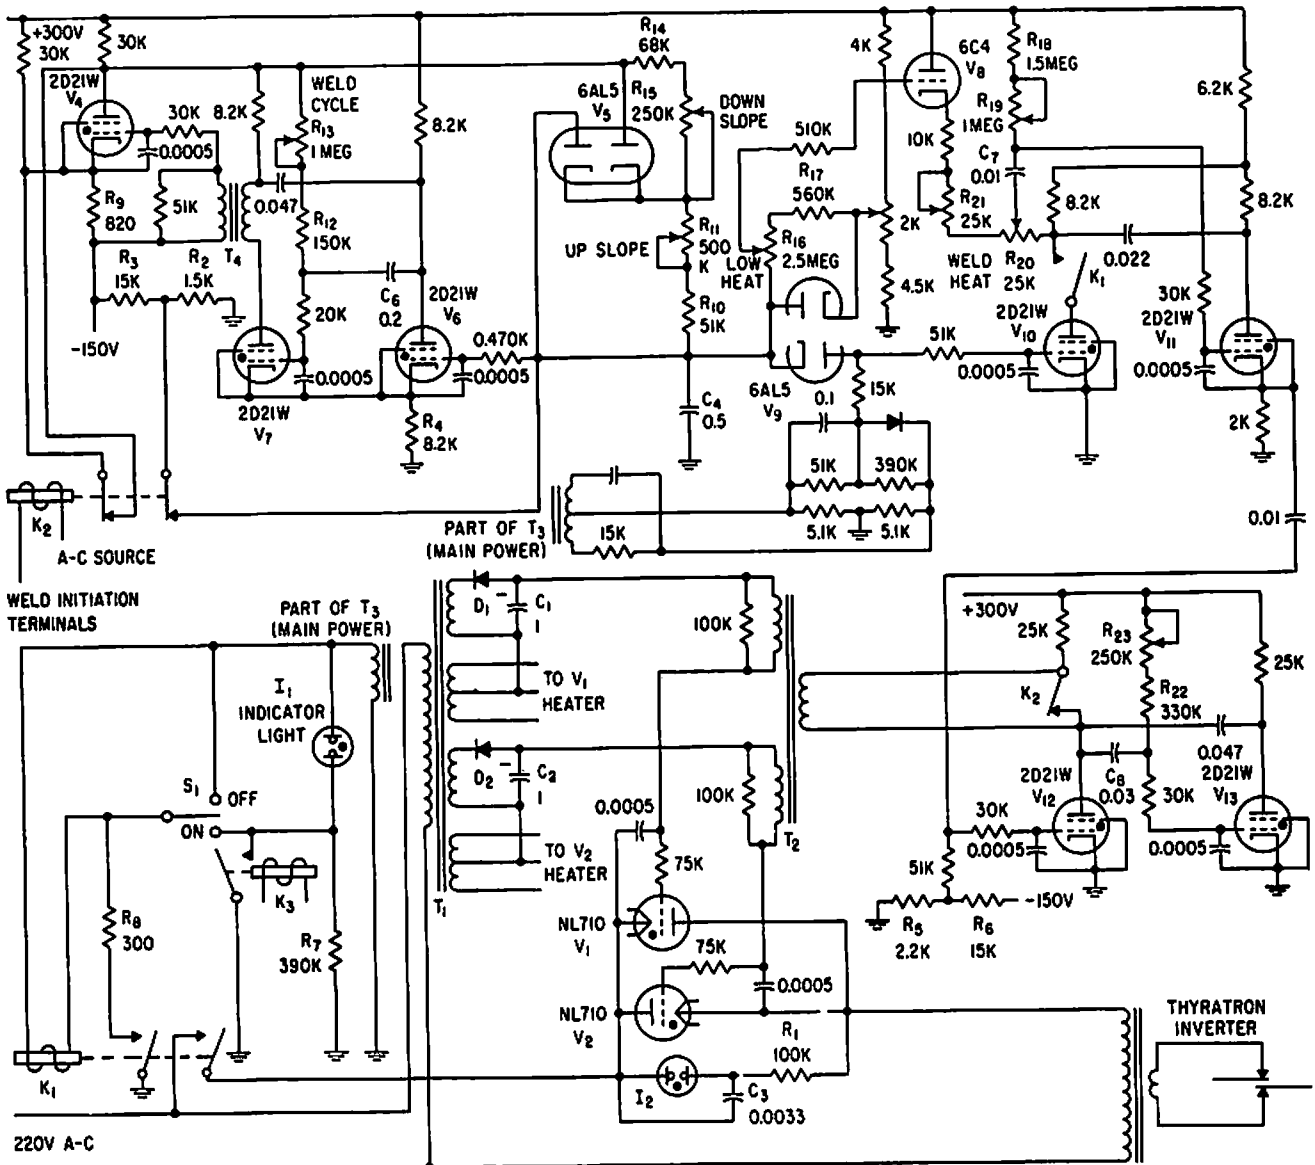 +300V
30K
30K
2D21W
V4
30K
0.0005
8.2K
WELD
CYCLE
R13
1 MEG
8.2K
R9
820
51K
T4
0.047
R12
150K
R3
15K
R2
1.5K
-150V
20K
C6
0.2
2D21W
V6
0.470K
0.0005
0.0005
2D21W
V7
R4
8.2K
R14
68K
6AL5
V5
R15
250K
DOWN
SLOPE
UP SLOPE
R11
500
K
R10
51K
C4
0.5
4K
6C4
V8
R18
1.5MEG
R19
1 MEG
6.2K
510K
R17
560K
10K
C7
0.01
R16
2.5MEG
LOW
HEAT
2K
R21
25K
8.2K
8.2K
WELD
HEAT
R20
25K
K1
0.022
4.5K
2D21W
V10
30K
2D21W
V11
51K
0.0005
0.0005
6AL5
V9
0.1
15K
2K
51K
390K
5.1K
5.1K
0.01
K2
A-C SOURCE
WELD INITIATION
TERMINALS
PART OF T3
(MAIN POWER)
15K
PART OF T3
(MAIN POWER)
D1
-
C1
1
100K
TO V1
HEATER
I1
INDICATOR
LIGHT
D2
-
C2
1
100K
T2
S1
OFF
ON
K3
TO V2
HEATER
T1
0.0005
75K
R8
300
R7
390K
NL710
V1
75K
0.0005
NL710
V2
R1
100K
I2
C3
0.0033
K1
220V A-C
+300V
25K
R23
250K
25K
K2
R22
330K
0.047
2D21W
V12
C8
0.03
2D21W
V13
30K
0.0005
30K
0.0005
51K
-150V
R5
2.2K
R6
15K
THYRATRON
INVERTER